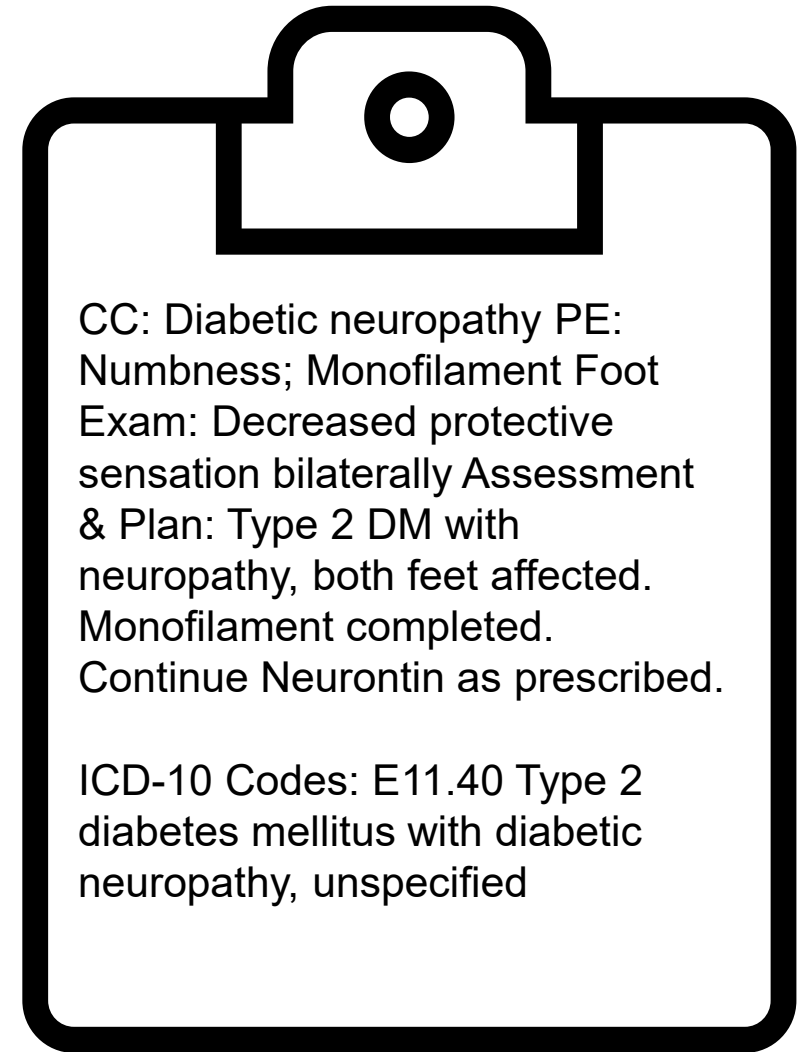 CC: Diabetic neuropathy PE:
Numbness; Monofilament Foot
Exam: Decreased protective
sensation bilaterally Assessment
& Plan: Type 2 DM with
neuropathy, both feet affected.
Monofilament completed.
Continue Neurontin as prescribed.
ICD-10 Codes: E11.40 Type 2
diabetes mellitus with diabetic
neuropathy, unspecified